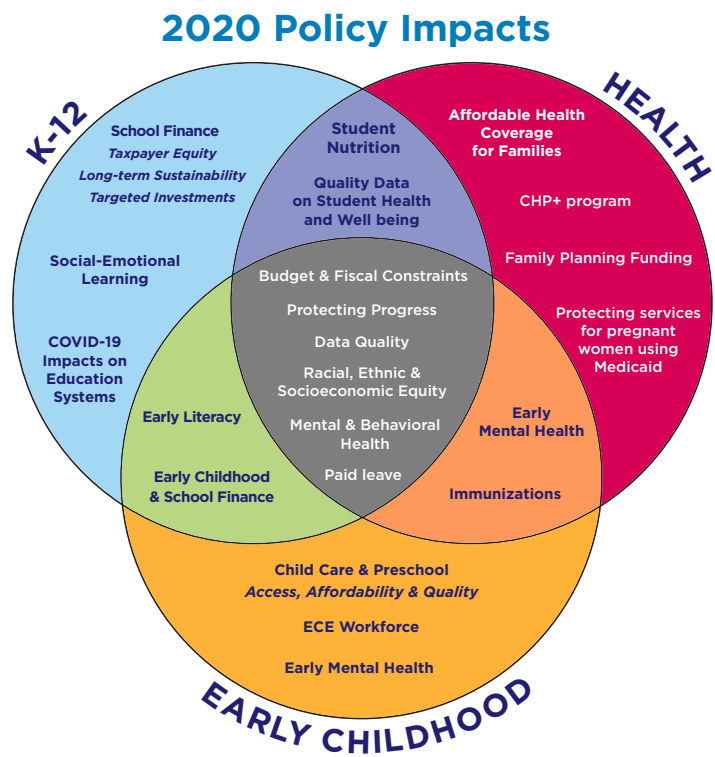 2020 Policy Impacts
K-12
HEALTH
School Finance
Taxpayer Equity
Long-term Sustainability
Targeted Investments
Social-Emotional
Learning
COVID-19
Impacts on
Education
Systems
Student
Nutrition
Quality Data
on Student Health
and Well being
Affordable Health
Coverage
for Families
CHP+ program
Family Planning Funding
Protecting services
for pregnant
women using
Medicaid
Budget & Fiscal Constraints
Protecting Progress
Data Quality
Racial, Ethnic &
Socioeconomic Equity
Mental & Behavioral
Health
Paid leave
Early Literacy
Early Childhood
& School Finance
Early
Mental Health
Immunizations
Child Care & Preschool
Access, Affordability & Quality
ECE Workforce
Early Mental Health
EARLY CHILDHOOD